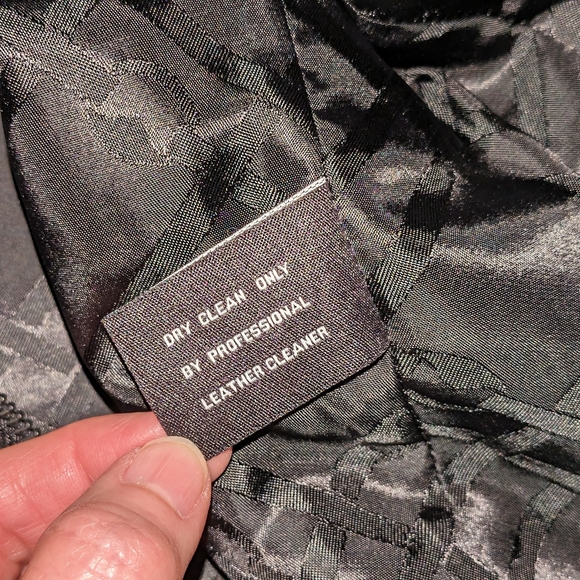 DRY CLEAN ONLY
BY PROFESSIONAL
LEATHER CLEANER